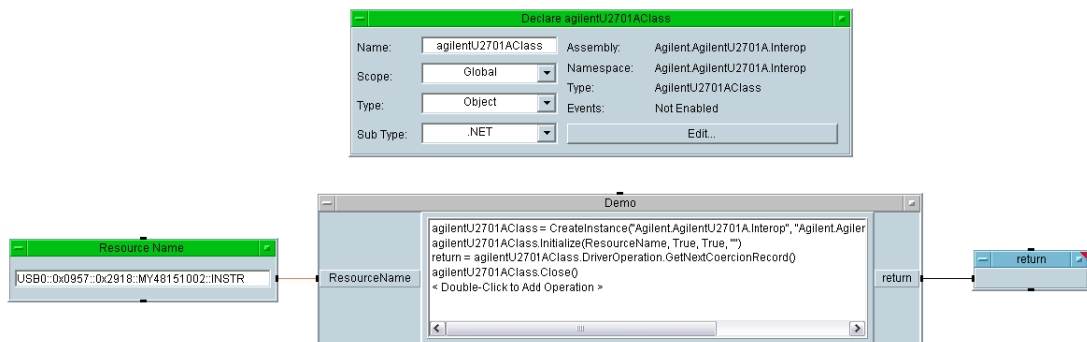 Declare agilentU2701AClass
Name: agilentU2701AClass Assembly: Agilent.AgilentU2701A.Interop
Scope: Global Namespace: Agilent.AgilentU2701A.Interop
Type: Object Type: AgilentU2701AClass
Events: Not Enabled
Sub Type: .NET Edit...
Demo
Resource Name
USB0::0x0957::0x2918::MY48151002::INSTR
ResourceName
agilentU2701AClass = CreateInstance("Agilent.AgilentU2701A.Interop", "Agilent.Agiler
agilentU2701AClass.Initialize(ResourceName, True, True, "")
return = agilentU2701AClass.DriverOperation.GetNextCoercionRecord()
agilentU2701AClass.Close()
< Double-Click to Add Operation >
return
return